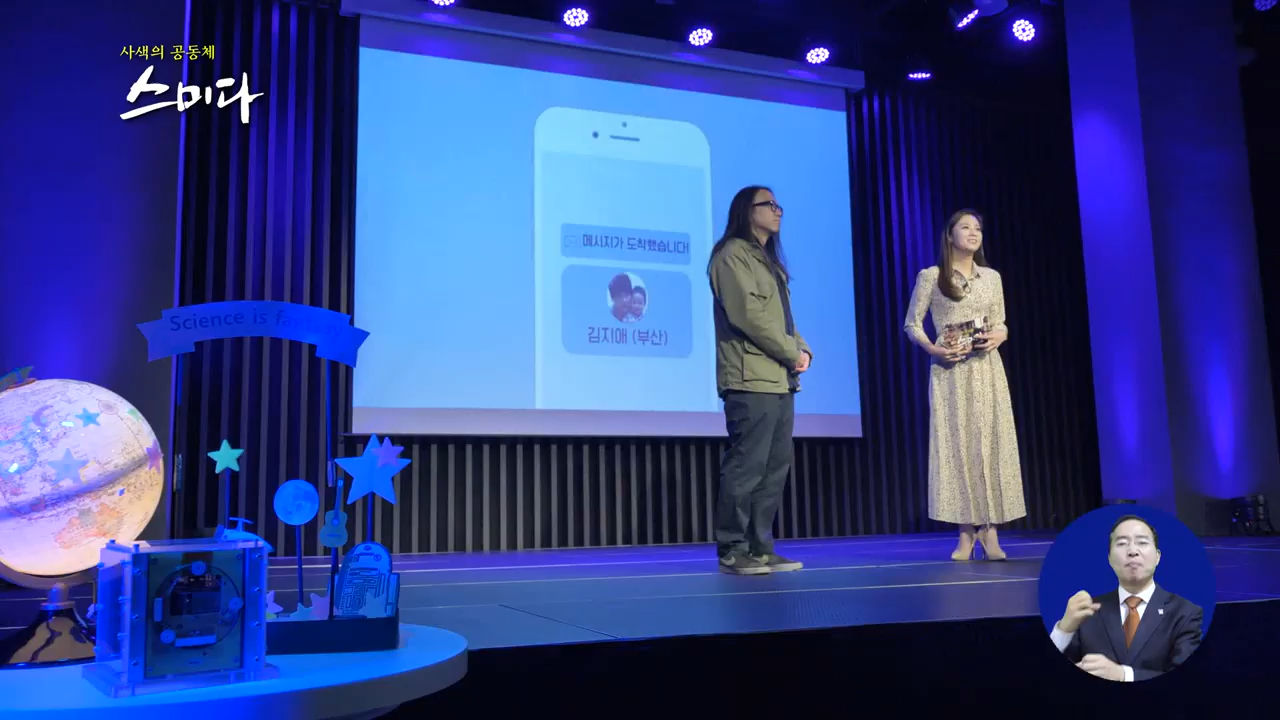 사색의 공동체
스미다
메시지가 도착했습니다!
김지애 (부산)
Science is fantasy